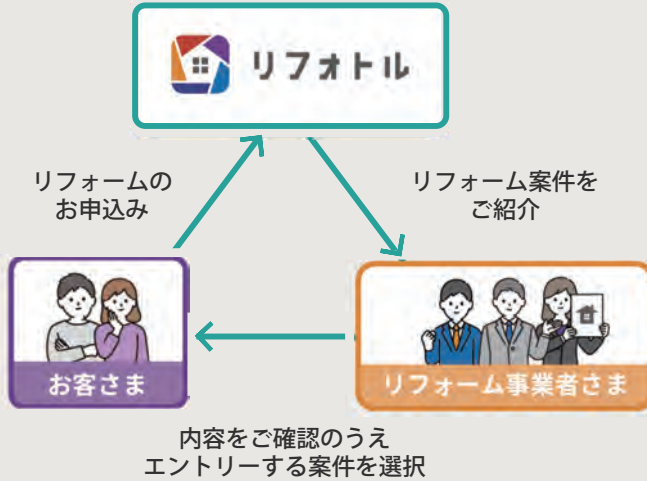 リフォトル
リフォームの
お申込み
リフォーム案件を
ご紹介
お客さま
リフォーム事業者さま
内容をご確認のうえ
エントリーする案件を選択